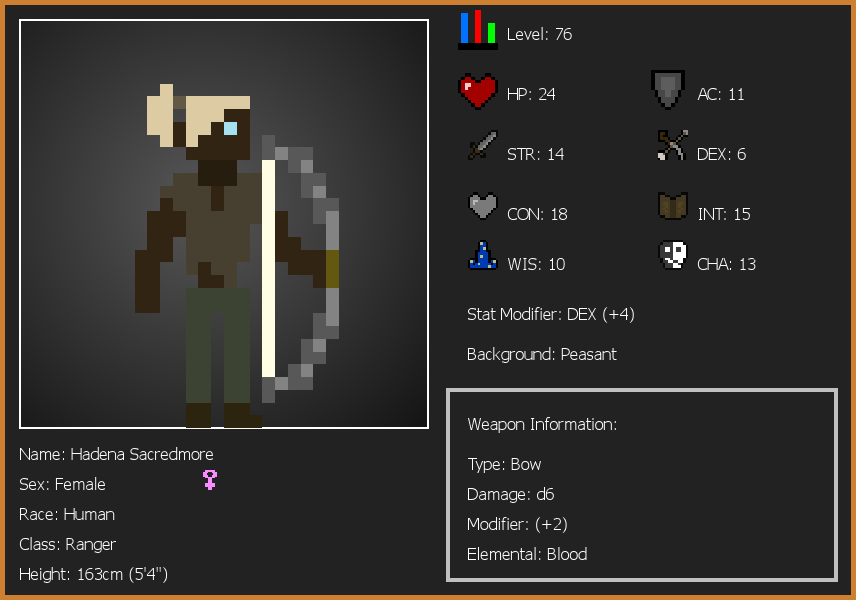 Level: 76
HP: 24
AC: 11
STR: 14
DEX: 6
CON: 18
INT: 15
WIS: 10
CHA: 13
Stat Modifier: DEX (+4)
Background: Peasant
Weapon Information:
Type: Bow
Damage: d6
Modifier: (+2)
Elemental: Blood
Name: Hadena Sacredmore
Sex: Female
Race: Human
Class: Ranger
Height: 163cm (5'4")